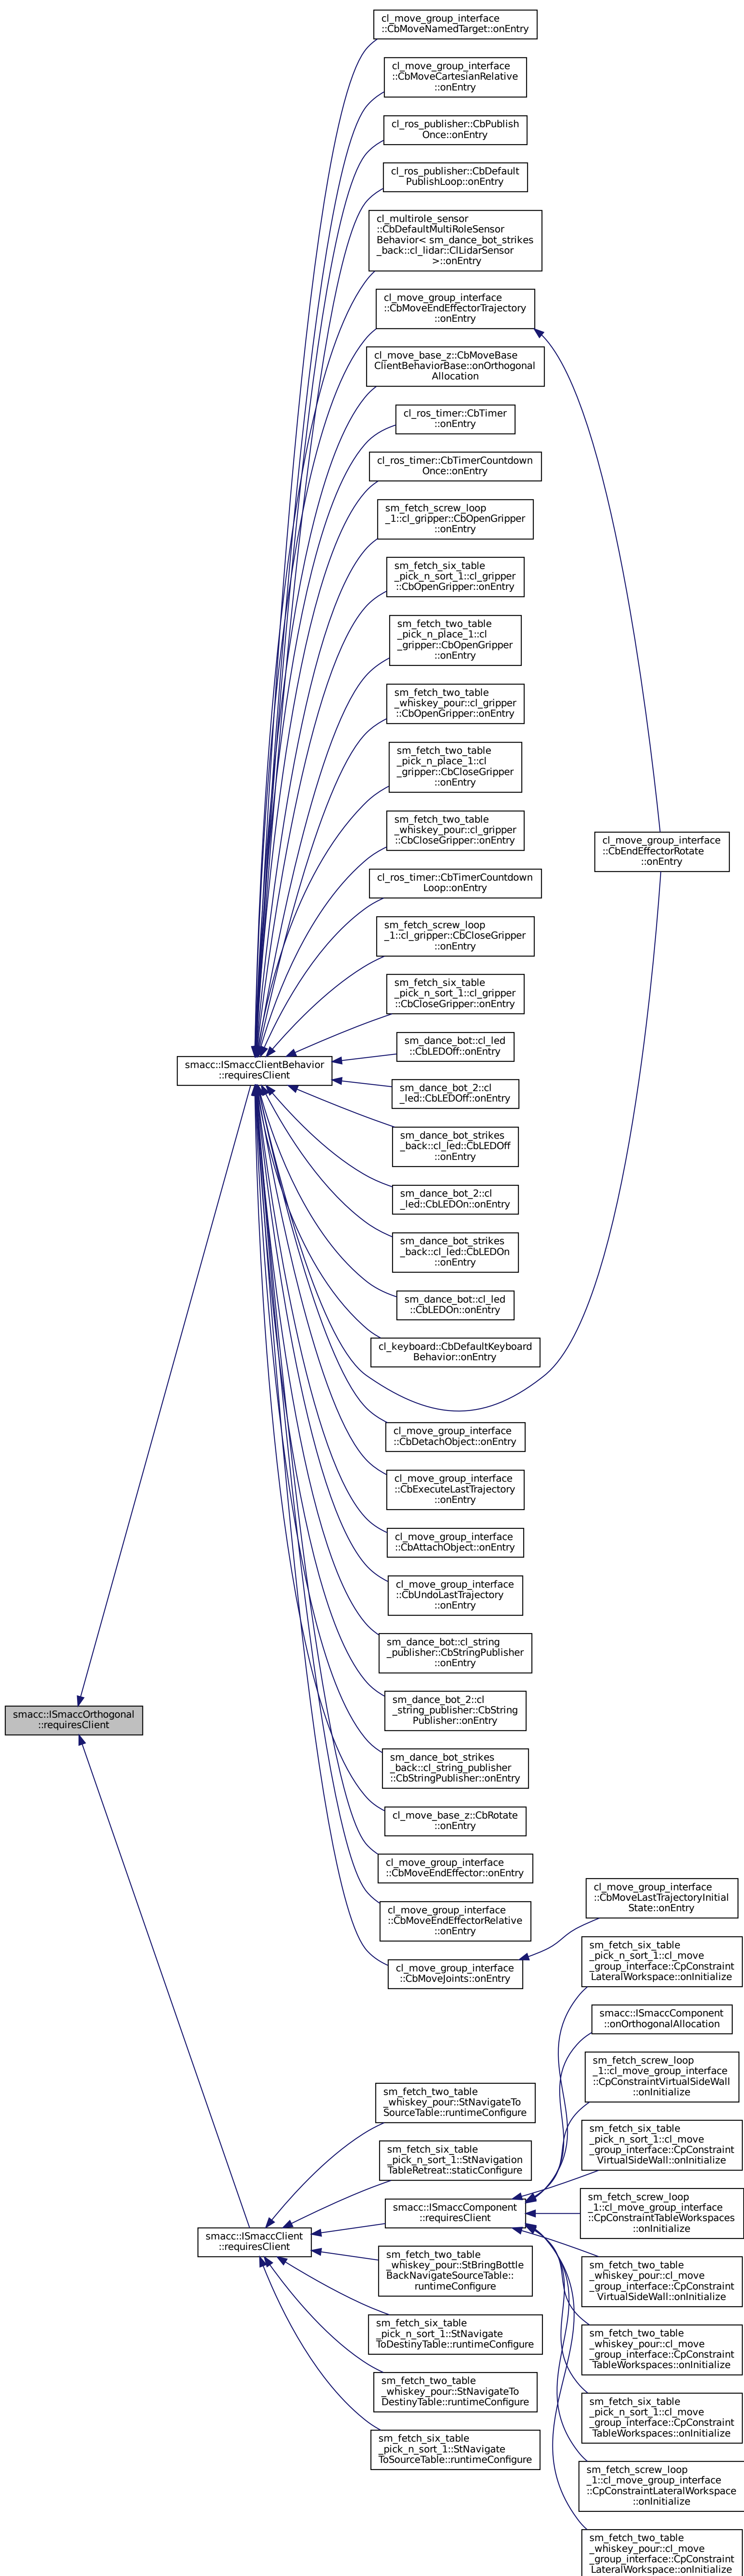 cl_move_group_interface
::CbMoveNamedTarget::onEntry
cl_move_group_interface
::CbMoveCartesianRelative
::onEntry
cl_ros_publisher::CbPublish
Once::onEntry
cl_ros_publisher::CbDefault
PublishLoop::onEntry
cl_multirole_sensor
::CbDefaultMultiRoleSensor
Behavior< sm_dance_bot_strikes
_back::cl_lidar::ClLidarSensor
>::onEntry
cl_move_group_interface
::CbMoveEndEffectorTrajectory
::onEntry
cl_move_base_z::CbMoveBase
ClientBehaviorBase::onOrthogonal
Allocation
cl_ros_timer::CbTimer
::onEntry
cl_ros_timer::CbTimerCountdown
Once::onEntry
sm_fetch_screw_loop
_1::cl_gripper::CbOpenGripper
::onEntry
sm_fetch_six_table
_pick_n_sort_1::cl_gripper
::CbOpenGripper::onEntry
sm_fetch_two_table
_pick_n_place_1::cl
_gripper::CbOpenGripper
::onEntry
sm_fetch_two_table
_whiskey_pour::cl_gripper
::CbOpenGripper::onEntry
sm_fetch_two_table
_pick_n_place_1::cl
_gripper::CbCloseGripper
::onEntry
sm_fetch_two_table
_whiskey_pour::cl_gripper
::CbCloseGripper::onEntry
cl_move_group_interface
::CbEndEffectorRotate
::onEntry
cl_ros_timer::CbTimerCountdown
Loop::onEntry
sm_fetch_screw_loop
_1::cl_gripper::CbCloseGripper
::onEntry
sm_fetch_six_table
_pick_n_sort_1::cl_gripper
::CbCloseGripper::onEntry
sm_dance_bot::cl_led
::CbLEDOff::onEntry
smacc::ISmaccClientBehavior
::requiresClient
sm_dance_bot_2::cl
_led::CbLEDOff::onEntry
sm_dance_bot_strikes
_back::cl_led::CbLEDOff
::onEntry
sm_dance_bot_2::cl
_led::CbLEDOn::onEntry
sm_dance_bot_strikes
_back::cl_led::CbLEDOn
::onEntry
sm_dance_bot::cl_led
::CbLEDOn::onEntry
cl_keyboard::CbDefaultKeyboard
Behavior::onEntry
cl_move_group_interface
::CbDetachObject::onEntry
cl_move_group_interface
::CbExecuteLastTrajectory
::onEntry
cl_move_group_interface
::CbAttachObject::onEntry
cl_move_group_interface
::CbUndoLastTrajectory
::onEntry
sm_dance_bot::cl_string
_publisher::CbStringPublisher
::onEntry
sm_dance_bot_2::cl
_string_publisher::CbString
Publisher::onEntry
smacc::ISmaccOrthogonal
::requiresClient
sm_dance_bot_strikes
_back::cl_string_publisher
::CbStringPublisher::onEntry
cl_move_base_z::CbRotate
::onEntry
cl_move_group_interface
::CbMoveEndEffector::onEntry
cl_move_group_interface
::CbMoveEndEffectorRelative
::onEntry
cl_move_group_interface
::CbMoveJoints::onEntry
cl_move_group_interface
::CbMoveLastTrajectoryInitial
State::onEntry
sm_fetch_six_table
_pick_n_sort_1::cl_move
_group_interface::CpConstraint
LateralWorkspace::onInitialize
smacc::ISmaccComponent
::onOrthogonalAllocation
sm_fetch_screw_loop
_1::cl_move_group_interface
::CpConstraintVirtualSideWall
::onInitialize
sm_fetch_two_table
_whiskey_pour::StNavigateTo
SourceTable::runtimeConfigure
sm_fetch_six_table
_pick_n_sort_1::cl_move
_group_interface::CpConstraint
VirtualSideWall::onInitialize
sm_fetch_six_table
_pick_n_sort_1::StNavigation
TableRetreat::staticConfigure
sm_fetch_screw_loop
_1::cl_move_group_interface
::CpConstraintTableWorkspaces
::onInitialize
smacc::ISmaccComponent
::requiresClient
smacc::ISmaccClient
::requiresClient
sm_fetch_two_table
_whiskey_pour::StBringBottle
BackNavigateSourceTable::
runtimeConfigure
sm_fetch_two_table
_whiskey_pour::cl_move
_group_interface::CpConstraint
VirtualSideWall::onInitialize
sm_fetch_six_table
_pick_n_sort_1::StNavigate
ToDestinyTable::runtimeConfigure
sm_fetch_two_table
_whiskey_pour::cl_move
_group_interface::CpConstraint
TableWorkspaces::onInitialize
sm_fetch_two_table
_whiskey_pour::StNavigateTo
DestinyTable::runtimeConfigure
sm_fetch_six_table
_pick_n_sort_1::cl_move
_group_interface::CpConstraint
TableWorkspaces::onInitialize
sm_fetch_six_table
_pick_n_sort_1::StNavigate
ToSourceTable::runtimeConfigure
sm_fetch_screw_loop
_1::cl_move_group_interface
::CpConstraintLateralWorkspace
::onInitialize
sm_fetch_two_table
_whiskey_pour::cl_move
_group_interface::CpConstraint
LateralWorkspace::onInitialize